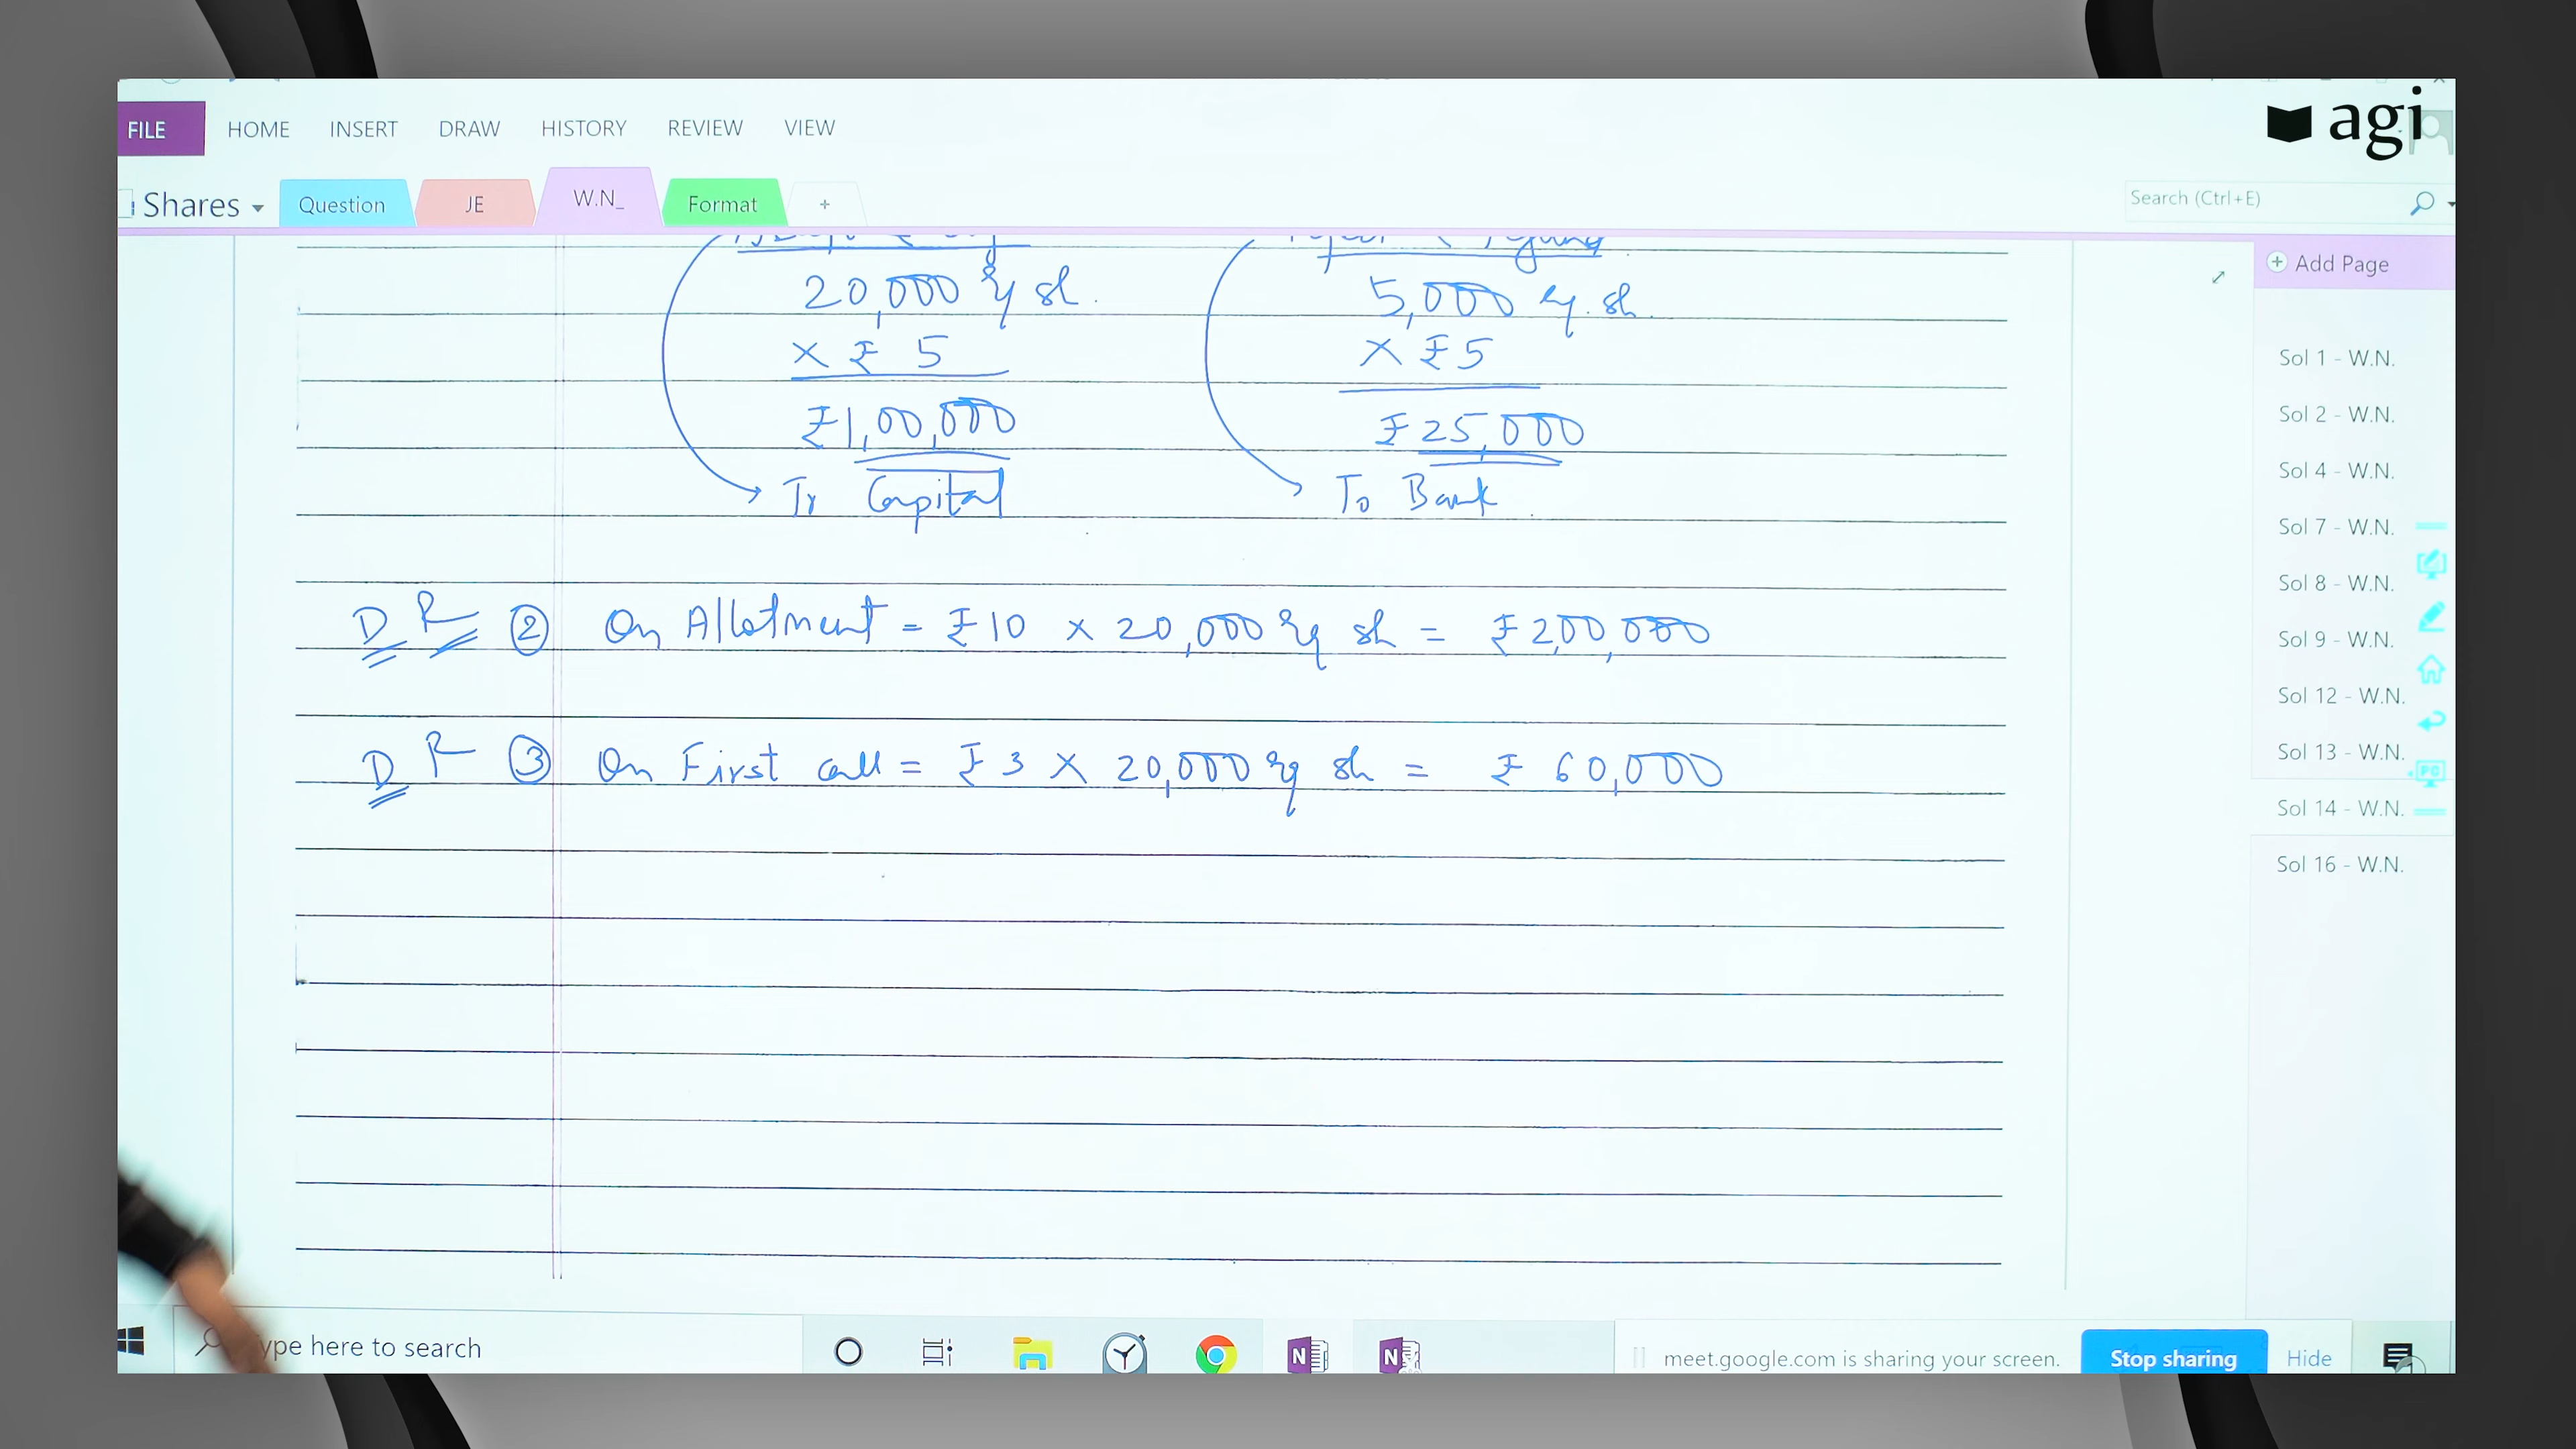 agi
FILE HOME INSERT DRAW HISTORY REVIEW VIEW
Shares Question JE W.N_ Format +
Search (Ctrl+E)
Add Page
20,000 eq sh.
5,000 eq. sh.
× ₹ 5
× ₹5
₹1,00,000
₹25,000
To Capital
To Bank
D R ② On Allotment = ₹10 × 20,000 eq sh = ₹2,00,000
D R ③ On First call = ₹3 × 20,000 eq sh = ₹ 60,000
Sol 1 - W.N.
Sol 2 - W.N.
Sol 4 - W.N.
Sol 7 - W.N.
Sol 8 - W.N.
Sol 9 - W.N.
Sol 12 - W.N.
Sol 13 - W.N.
Sol 14 - W.N.
Sol 16 - W.N.
ype here to search
meet.google.com is sharing your screen. Stop sharing Hide